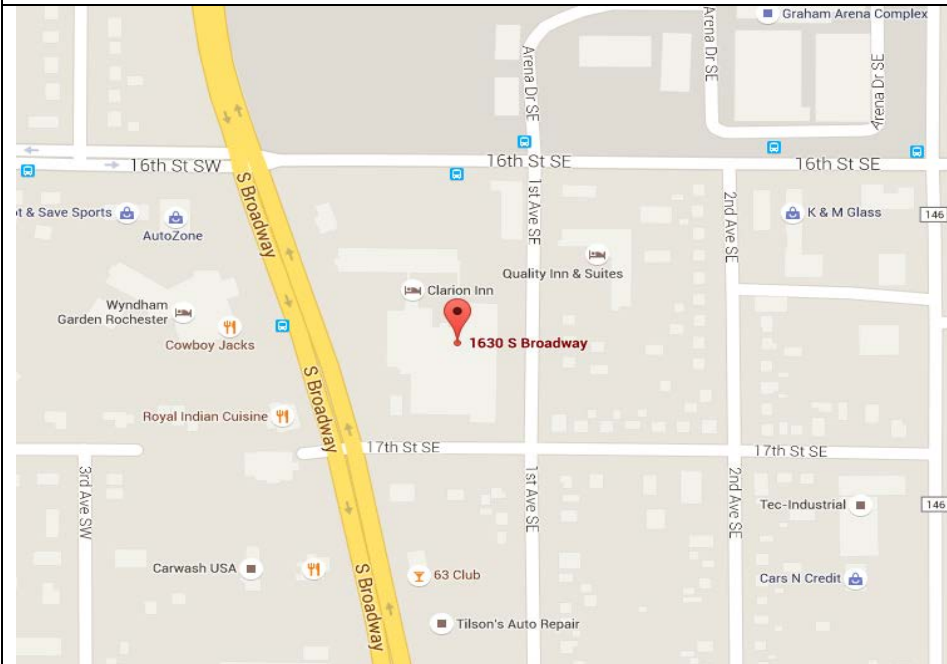 Graham Arena Complex
Arena Dr SE
Arena Dr SE
Arena Dr SE
16th St SW
16th St SE
16th St SE
S Broadway
1st Ave SE
2nd Ave SE
t & Save Sports
AutoZone
K & M Glass
146
Quality Inn & Suites
Clarion Inn
Wyndham
Garden Rochester
Cowboy Jacks
1630 S Broadway
S Broadway
Royal Indian Cuisine
17th St SE
17th St SE
3rd Ave SW
1st Ave SE
2nd Ave SE
Tec-Industrial
146
Carwash USA
63 Club
Cars N Credit
S Broadway
Tilson's Auto Repair